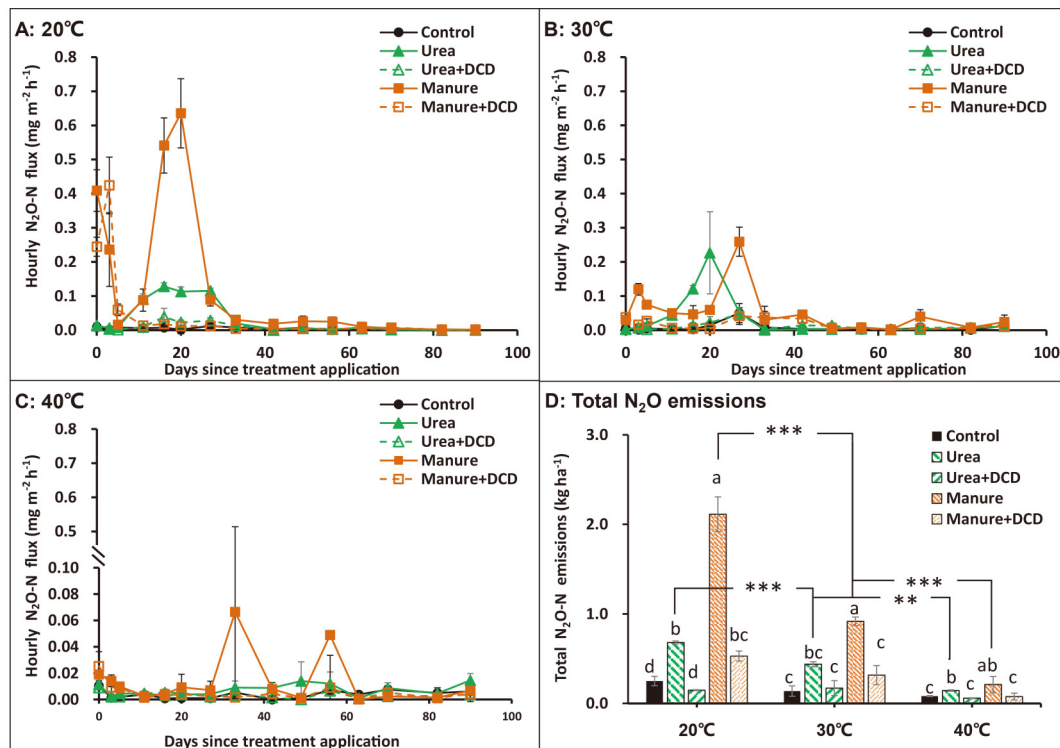 A: 20℃
Control
Urea
Urea+DCD
Manure
Manure+DCD
Hourly N₂O-N flux (mg m⁻² h⁻¹)
0.8
0.7
0.6
0.5
0.4
0.3
0.2
0.1
0.0
0 20 40 60 80 100
Days since treatment application
B: 30℃
Control
Urea
Urea+DCD
Manure
Manure+DCD
Hourly N₂O-N flux (mg m⁻² h⁻¹)
0.8
0.7
0.6
0.5
0.4
0.3
0.2
0.1
0.0
0 20 40 60 80 100
Days since treatment application
C: 40℃
Control
Urea
Urea+DCD
Manure
Manure+DCD
Hourly N₂O-N flux (mg m⁻² h⁻¹)
0.8
0.7
0.6
0.5
0.10
0.08
0.06
0.04
0.02
0.00
0 20 40 60 80 100
Days since treatment application
D: Total N₂O emissions
Control
Urea
Urea+DCD
Manure
Manure+DCD
Total N₂O-N emissions (kg ha⁻¹)
3.0
2.0
1.0
0.0
***
a
***
***
**
d b d bc
c bc c a c
c b c ab c
20℃ 30℃ 40℃